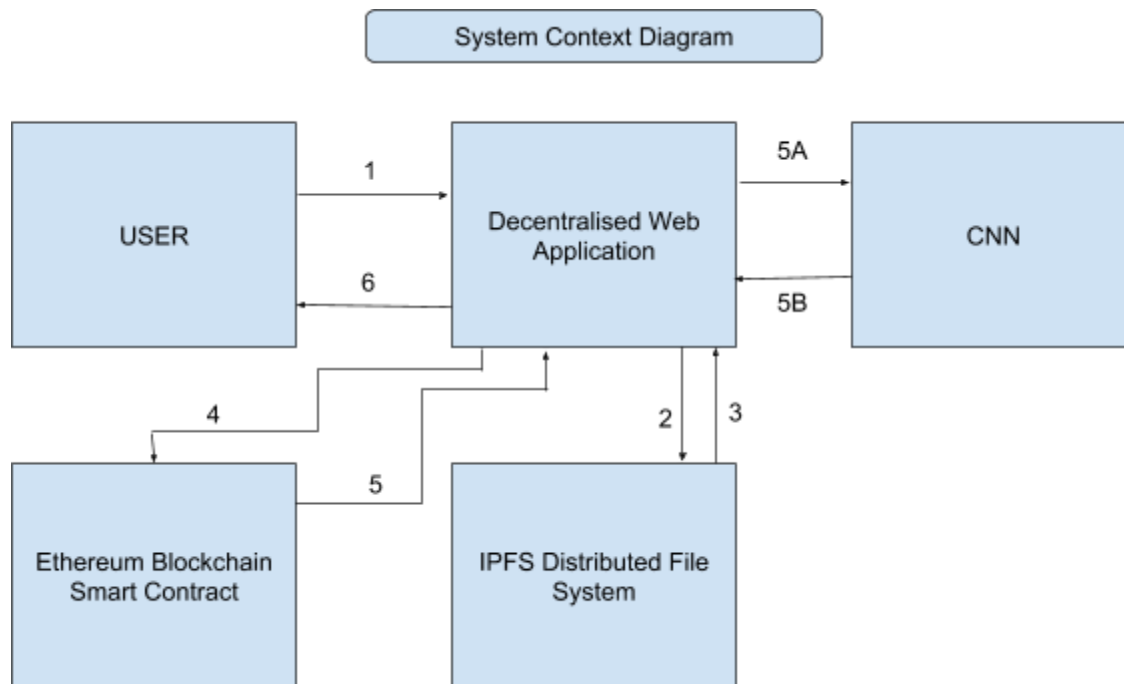 System Context Diagram
USER
1
6
Decentralised Web
Application
5A
5B
CNN
4
5
2
3
Ethereum Blockchain
Smart Contract
IPFS Distributed File
System